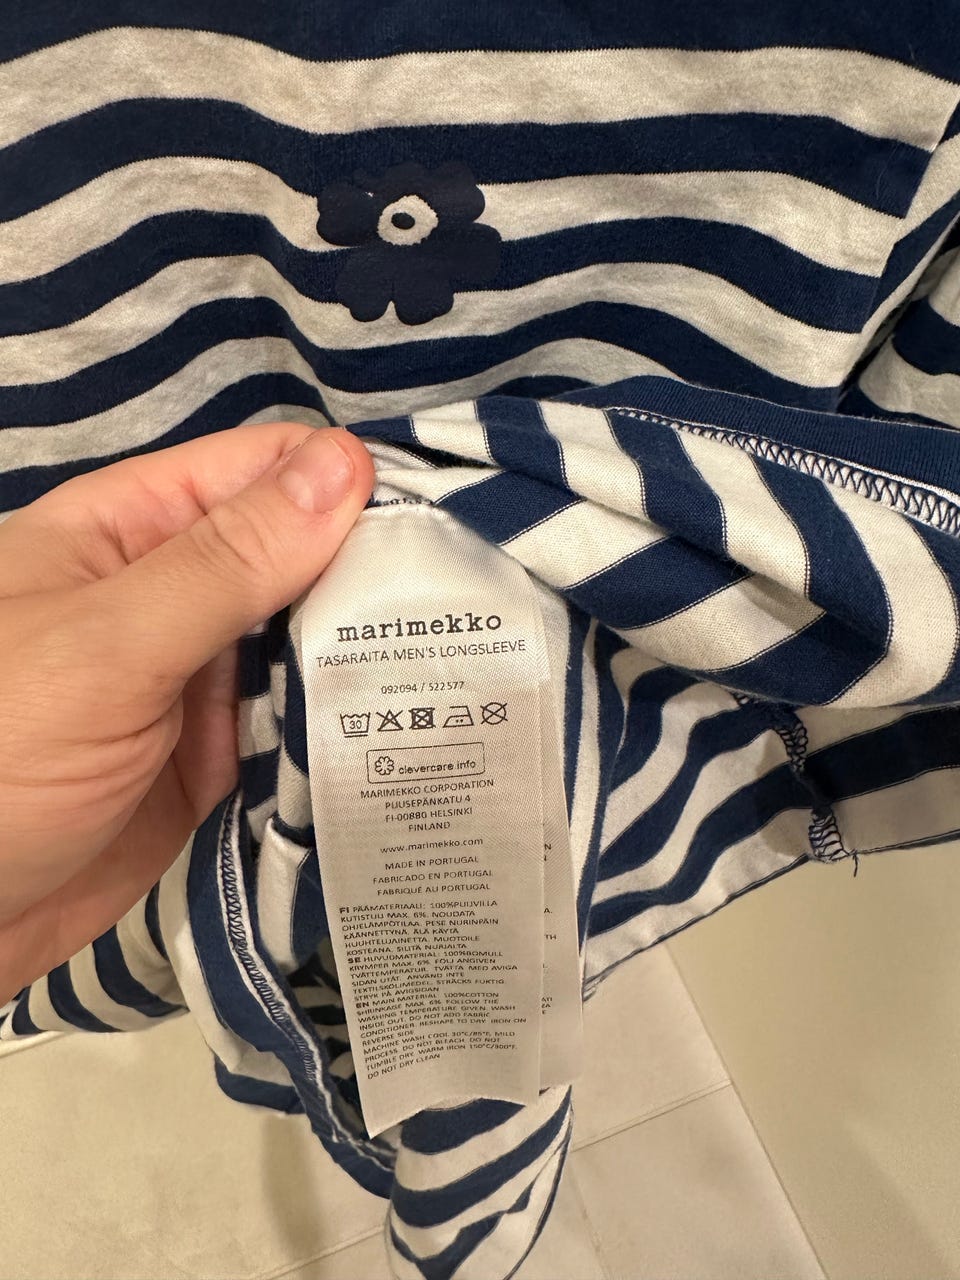 marimekko
TASARAITA MEN'S LONGSLEEVE
092094 / 522577
30
clevercare.info
MARIMEKKO CORPORATION
PUUSEPÄNKATU 4
FI-00880 HELSINKI
FINLAND
www.marimekko.com
MADE IN PORTUGAL
FABRICADO EN PORTUGAL
FABRIQUÉ AU PORTUGAL
FI PÄÄMATERIAALI: 100%PUUVILLA
KUTISTUU MAX. 6%. NOUDATA
OHJELÄMPÖTILAA. PESE NURINPÄIN
KÄÄNNETTYNÄ. ÄLÄ KÄYTÄ
HUUHTELUAINETTA. MUOTOILE
KOSTEANA, SILITÄ NURJALTA
SE HUVUDMATERIAL: 100%BOMULL
KRYMPER MAX. 6%. FÖLJ ANGIVEN
TVÄTTEMPERATUR. TVÄTTA MED AVIGA
SIDAN UTÅT. ANVÄND INTE
TEXTILSKÖLJMEDEL. STRÄCKS FUKTIG.
STRYK PÅ AVIGSIDAN
EN MAIN MATERIAL: 100%COTTON
SHRINKAGE MAX. 6% FOLLOW THE
WASHING TEMPERATURE GIVEN. WASH
INSIDE OUT. DO NOT ADD FABRIC
CONDITIONER. RESHAPE TO DRY. IRON ON
REVERSE SIDE
MACHINE WASH COOL 30°C/85°F, MILD
PROCESS. DO NOT BLEACH. DO NOT
TUMBLE DRY. WARM IRON 150°C/300°F.
DO NOT DRY CLEAN